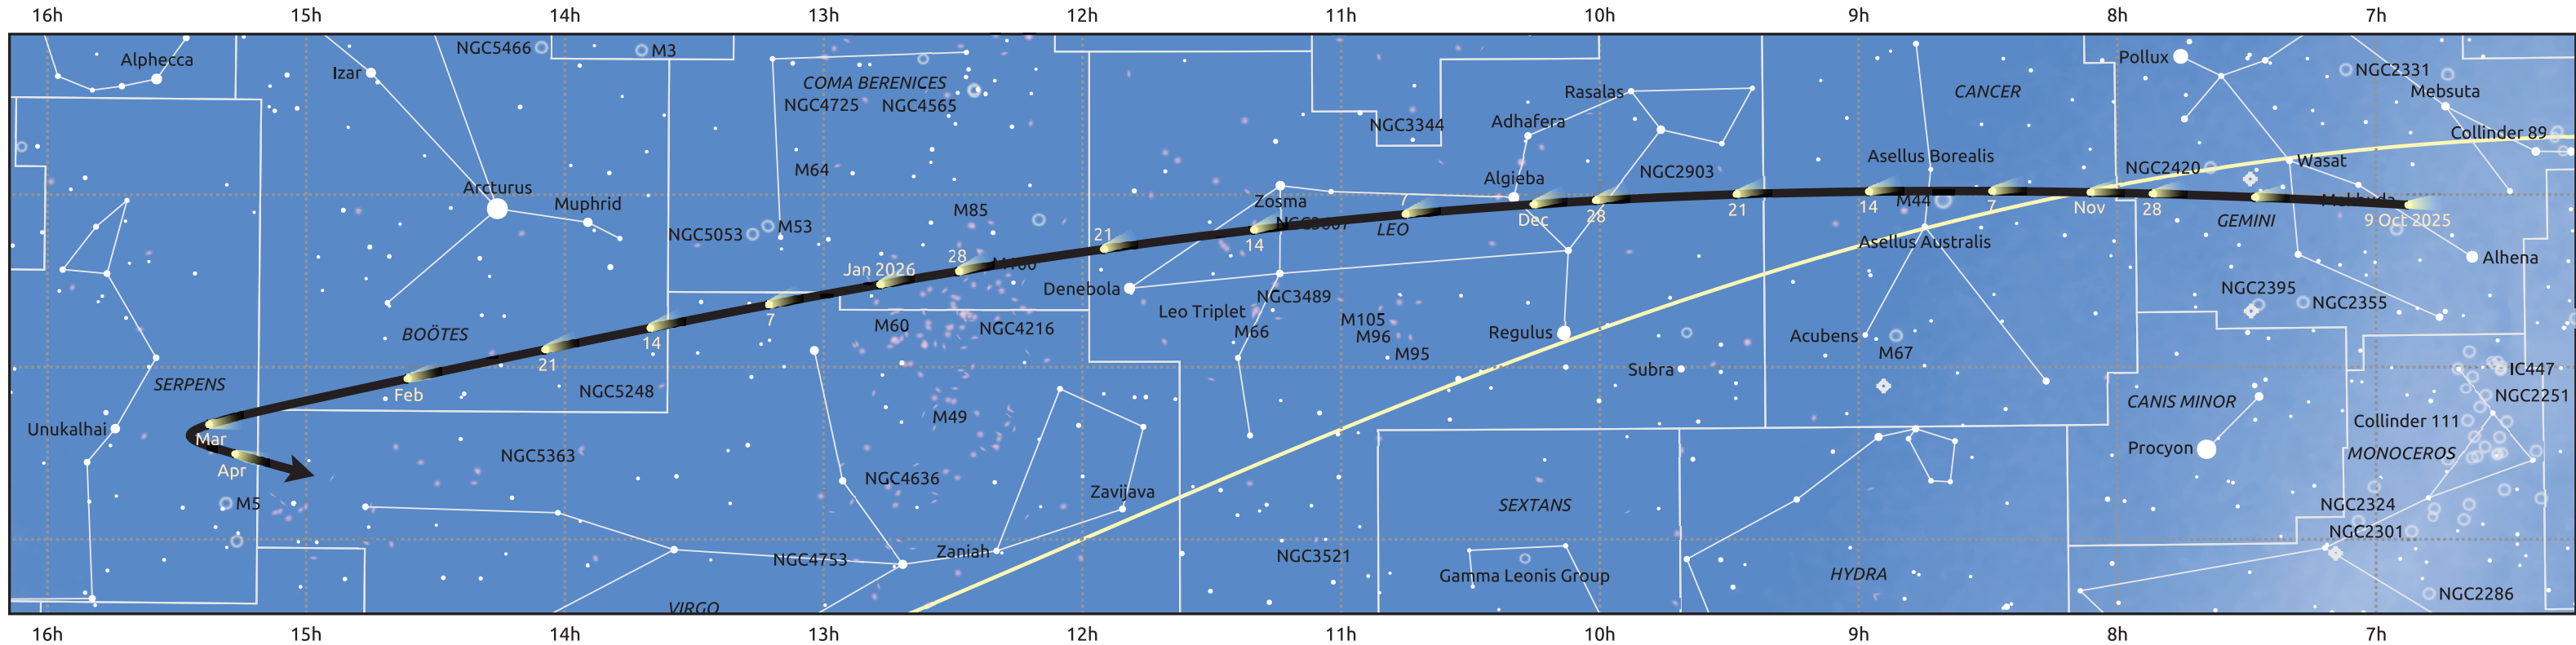 16h 15h 14h 13h 12h 11h 10h 9h 8h 7h
Alphecca
Izar
NGC5466
M3
COMA BERENICES
NGC4725
NGC4565
NGC3344
Rasalas
Adhafera
CANCER
Pollux
NGC2331
Mebsuta
Collinder 89
Arcturus
Muphrid
M64
M85
NGC5053
M53
Zosma
Algieba
NGC2903
Asellus Borealis
M44
Asellus Australis
NGC2420
Wasat
Mekbuda
GEMINI
Alhena
9 Oct 2025
28
Nov
7
14
21
28
Dec
7
14
21
28
Jan 2026
7
14
21
Feb
Mar
Apr
NGC3607
LEO
M100
Denebola
Leo Triplet
NGC3489
M66
M105
M96
M95
Regulus
Subra
Acubens
M67
NGC2395
NGC2355
BOÖTES
SERPENS
Unukalhai
M5
NGC5248
NGC5363
M60
NGC4216
M49
NGC4636
Zavijava
Zaniah
NGC4753
VIRGO
NGC3521
SEXTANS
Gamma Leonis Group
HYDRA
CANIS MINOR
Procyon
IC447
NGC2251
Collinder 111
MONOCEROS
NGC2324
NGC2301
NGC2286
16h 15h 14h 13h 12h 11h 10h 9h 8h 7h